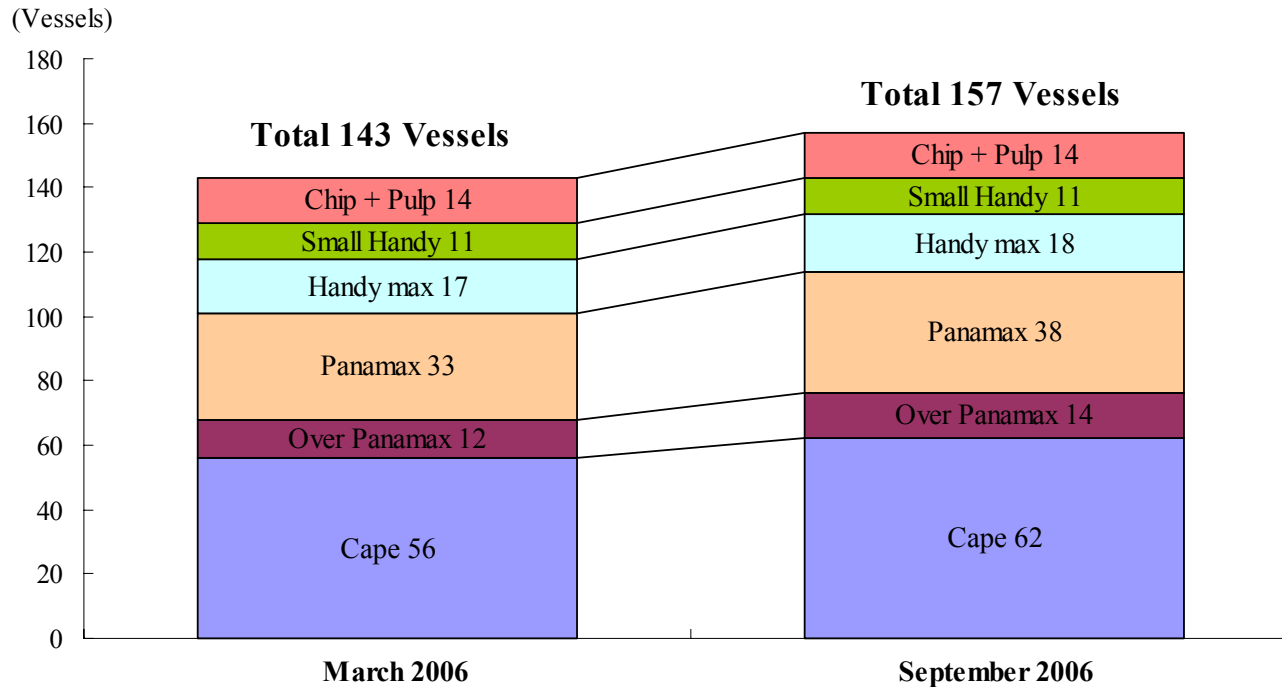 (Vessels)
180
160
140
120
100
80
60
40
20
0
Total 143 Vessels
Chip + Pulp 14
Small Handy 11
Handy max 17
Panamax 33
Over Panamax 12
Cape 56
March 2006
Total 157 Vessels
Chip + Pulp 14
Small Handy 11
Handy max 18
Panamax 38
Over Panamax 14
Cape 62
September 2006